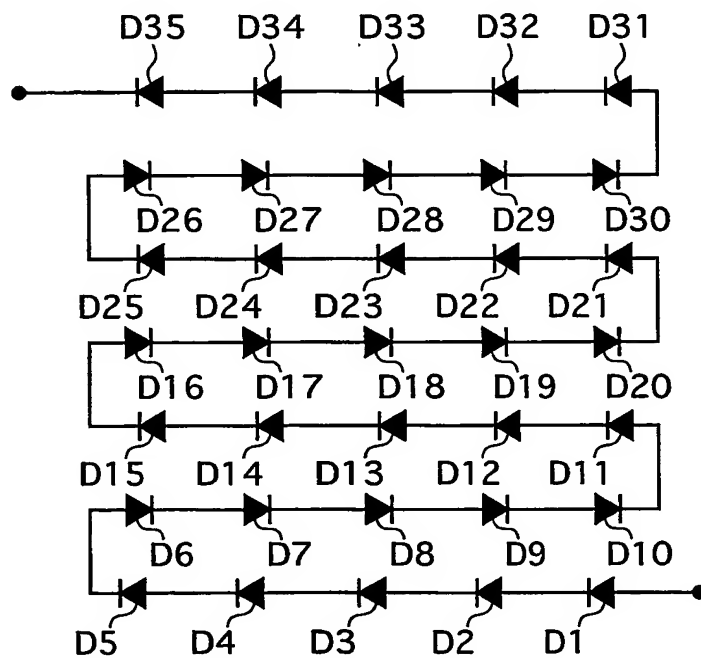 D35 D34 D33 D32 D31
D26 D27 D28 D29 D30
D25 D24 D23 D22 D21
D16 D17 D18 D19 D20
D15 D14 D13 D12 D11
D6 D7 D8 D9 D10
D5 D4 D3 D2 D1